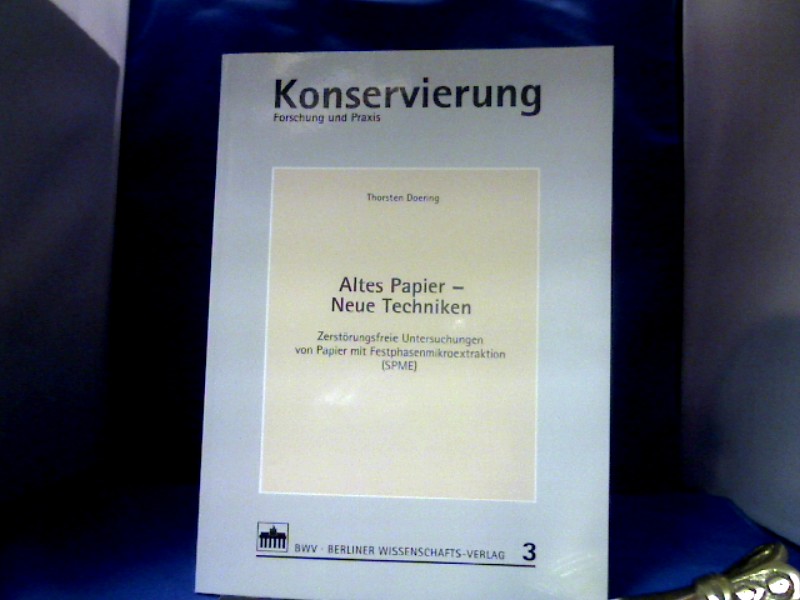 Konservierung
Forschung und Praxis
Thorsten Doering
Altes Papier –
Neue Techniken
Zerstörungsfreie Untersuchungen
von Papier mit Festphasenmikroextraktion
(SPME)
BWV · BERLINER WISSENSCHAFTS-VERLAG 3